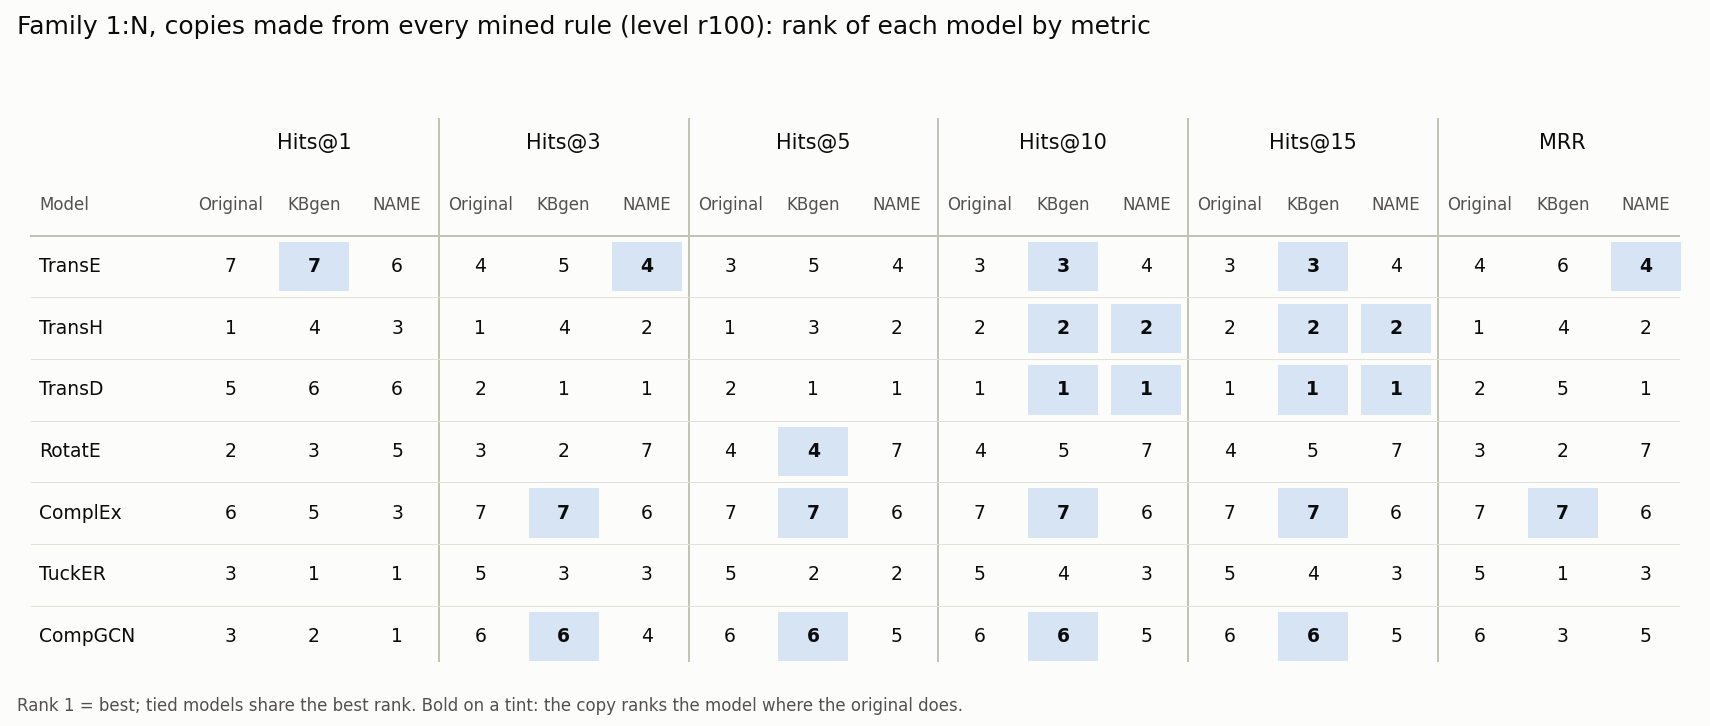 Family 1:N, copies made from every mined rule (level r100): rank of each model by metric
Hits@1 Hits@3 Hits@5 Hits@10 Hits@15 MRR
Model Original KBgen NAME Original KBgen NAME Original KBgen NAME Original KBgen NAME Original KBgen NAME Original KBgen NAME
TransE 7 7 6 4 5 4 3 5 4 3 3 4 3 3 4 4 6 4
TransH 1 4 3 1 4 2 1 3 2 2 2 2 2 2 2 1 4 2
TransD 5 6 6 2 1 1 2 1 1 1 1 1 1 1 1 2 5 1
RotatE 2 3 5 3 2 7 4 4 7 4 5 7 4 5 7 3 2 7
ComplEx 6 5 3 7 7 6 7 7 6 7 7 6 7 7 6 7 7 6
TuckER 3 1 1 5 3 3 5 2 2 5 4 3 5 4 3 5 1 3
CompGCN 3 2 1 6 6 4 6 6 5 6 6 5 6 6 5 6 3 5
Rank 1 = best; tied models share the best rank. Bold on a tint: the copy ranks the model where the original does.